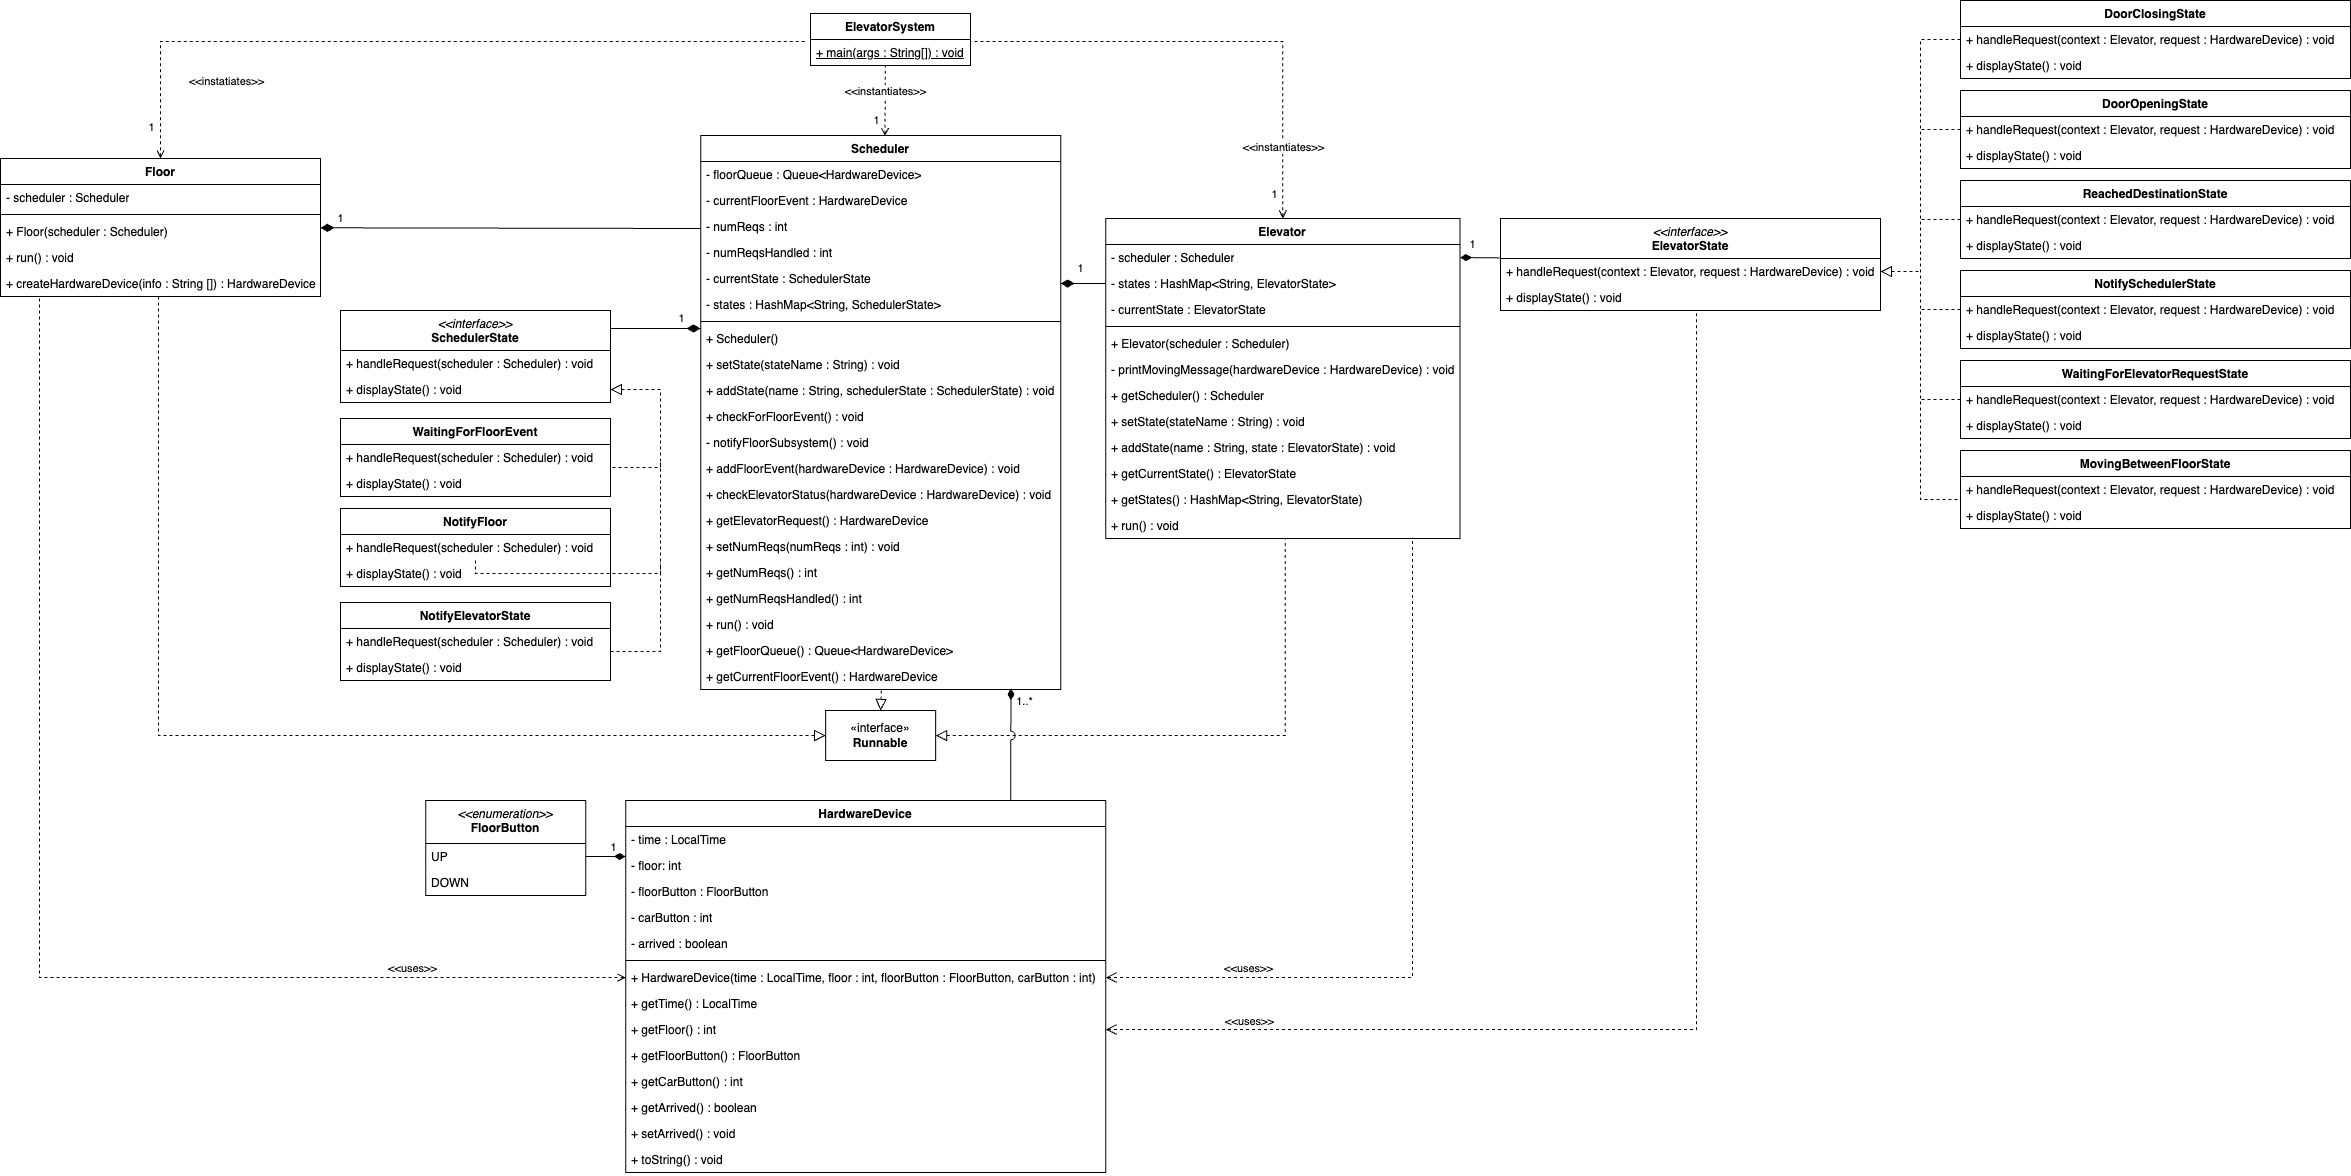 ElevatorSystem
+ main(args : String[]) : void
<<instatiates>>
1
<<instantiates>>
1
<<instantiates>>
1
Floor
- scheduler : Scheduler
+ Floor(scheduler : Scheduler)
+ run() : void
+ createHardwareDevice(info : String []) : HardwareDevice
1
Scheduler
- floorQueue : Queue<HardwareDevice>
- currentFloorEvent : HardwareDevice
- numReqs : int
- numReqsHandled : int
- currentState : SchedulerState
- states : HashMap<String, SchedulerState>
+ Scheduler()
+ setState(stateName : String) : void
+ addState(name : String, schedulerState : SchedulerState) : void
+ checkForFloorEvent() : void
- notifyFloorSubsystem() : void
+ addFloorEvent(hardwareDevice : HardwareDevice) : void
+ checkElevatorStatus(hardwareDevice : HardwareDevice) : void
+ getElevatorRequest() : HardwareDevice
+ setNumReqs(numReqs : int) : void
+ getNumReqs() : int
+ getNumReqsHandled() : int
+ run() : void
+ getFloorQueue() : Queue<HardwareDevice>
+ getCurrentFloorEvent() : HardwareDevice
1
1
1..*
<<interface>>
SchedulerState
+ handleRequest(scheduler : Scheduler) : void
+ displayState() : void
WaitingForFloorEvent
+ handleRequest(scheduler : Scheduler) : void
+ displayState() : void
NotifyFloor
+ handleRequest(scheduler : Scheduler) : void
+ displayState() : void
NotifyElevatorState
+ handleRequest(scheduler : Scheduler) : void
+ displayState() : void
Elevator
- scheduler : Scheduler
- states : HashMap<String, ElevatorState>
- currentState : ElevatorState
+ Elevator(scheduler : Scheduler)
- printMovingMessage(hardwareDevice : HardwareDevice) : void
+ getScheduler() : Scheduler
+ setState(stateName : String) : void
+ addState(name : String, state : ElevatorState) : void
+ getCurrentState() : ElevatorState
+ getStates() : HashMap<String, ElevatorState)
+ run() : void
1
<<interface>>
ElevatorState
+ handleRequest(context : Elevator, request : HardwareDevice) : void
+ displayState() : void
DoorClosingState
+ handleRequest(context : Elevator, request : HardwareDevice) : void
+ displayState() : void
DoorOpeningState
+ handleRequest(context : Elevator, request : HardwareDevice) : void
+ displayState() : void
ReachedDestinationState
+ handleRequest(context : Elevator, request : HardwareDevice) : void
+ displayState() : void
NotifySchedulerState
+ handleRequest(context : Elevator, request : HardwareDevice) : void
+ displayState() : void
WaitingForElevatorRequestState
+ handleRequest(context : Elevator, request : HardwareDevice) : void
+ displayState() : void
MovingBetweenFloorState
+ handleRequest(context : Elevator, request : HardwareDevice) : void
+ displayState() : void
«interface»
Runnable
<<enumeration>>
FloorButton
UP
DOWN
1
HardwareDevice
- time : LocalTime
- floor: int
- floorButton : FloorButton
- carButton : int
- arrived : boolean
+ HardwareDevice(time : LocalTime, floor : int, floorButton : FloorButton, carButton : int)
+ getTime() : LocalTime
+ getFloor() : int
+ getFloorButton() : FloorButton
+ getCarButton() : int
+ getArrived() : boolean
+ setArrived() : void
+ toString() : void
<<uses>>
<<uses>>
<<uses>>